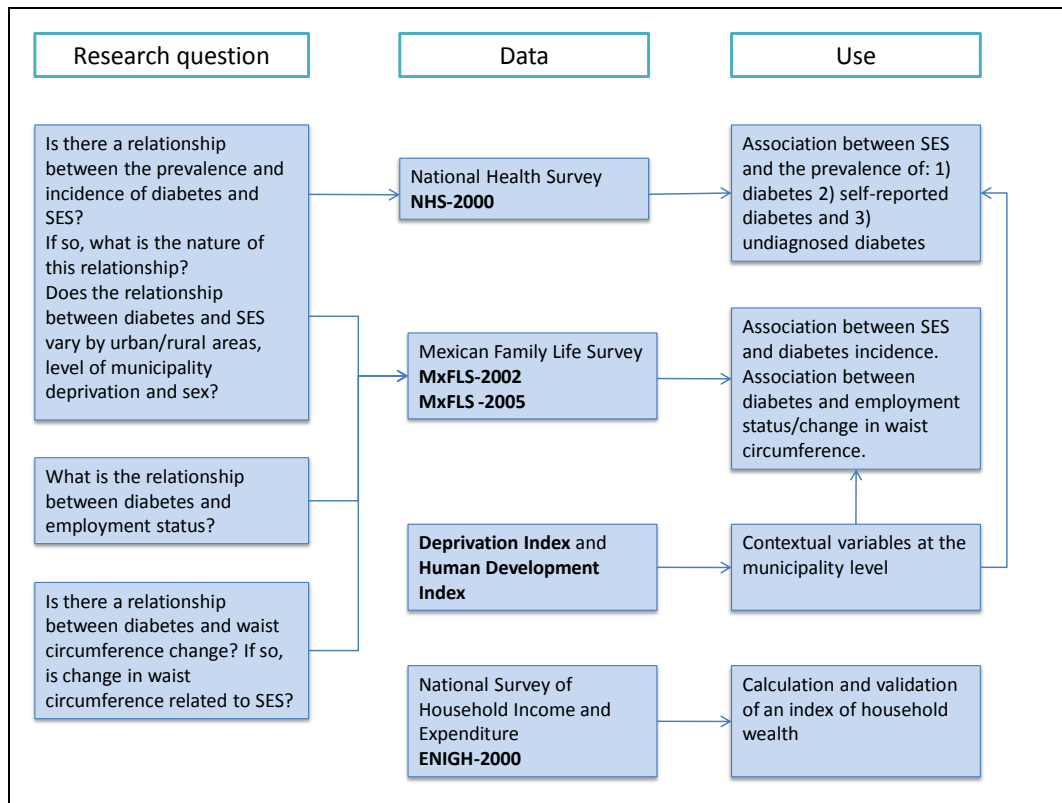 Research question
Data
Use
Is there a relationship
between the prevalence and
incidence of diabetes and
SES?
If so, what is the nature of
this relationship?
Does the relationship
between diabetes and SES
vary by urban/rural areas,
level of municipality
deprivation and sex?
National Health Survey
NHS-2000
Association between SES
and the prevalence of: 1)
diabetes 2) self-reported
diabetes and 3)
undiagnosed diabetes
Mexican Family Life Survey
MxFLS-2002
MxFLS -2005
Association between SES
and diabetes incidence.
Association between
diabetes and employment
status/change in waist
circumference.
What is the relationship
between diabetes and
employment status?
Deprivation Index and
Human Development
Index
Contextual variables at the
municipality level
Is there a relationship
between diabetes and waist
circumference change? If so,
is change in waist
circumference related to SES?
National Survey of
Household Income and
Expenditure
ENIGH-2000
Calculation and validation
of an index of household
wealth